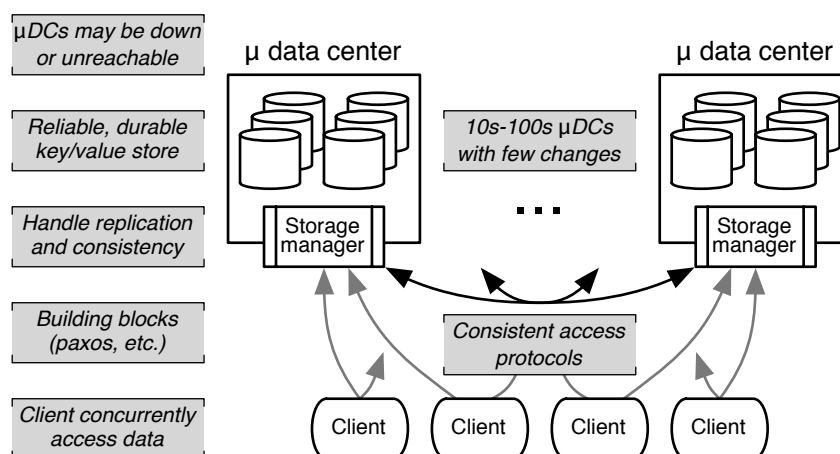 μDCs may be down
or unreachable
μ data center
μ data center
Reliable, durable
key/value store
10s-100s μDCs
with few changes
...
Handle replication
and consistency
Storage
manager
Storage
manager
Building blocks
(paxos, etc.)
Consistent access
protocols
Client concurrently
access data
Client
Client
Client
Client